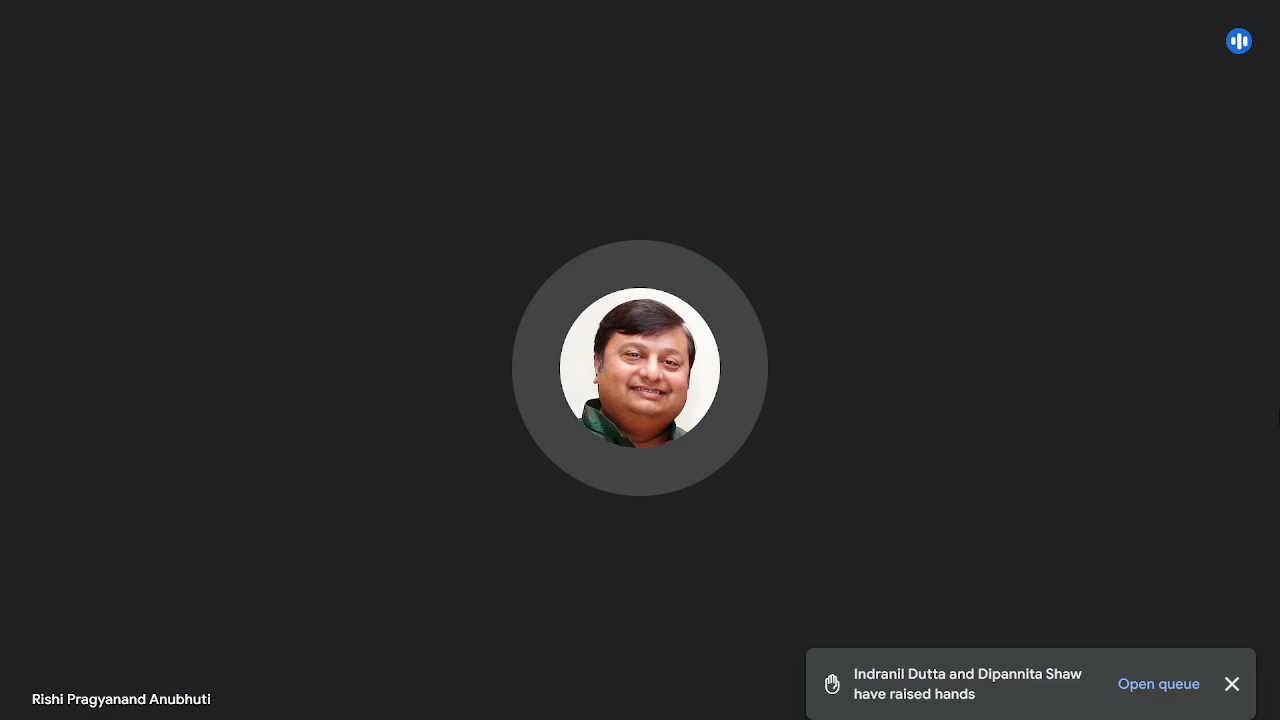 Rishi Pragyanand Anubhuti
Indranil Dutta and Dipannita Shaw
have raised hands
Open queue